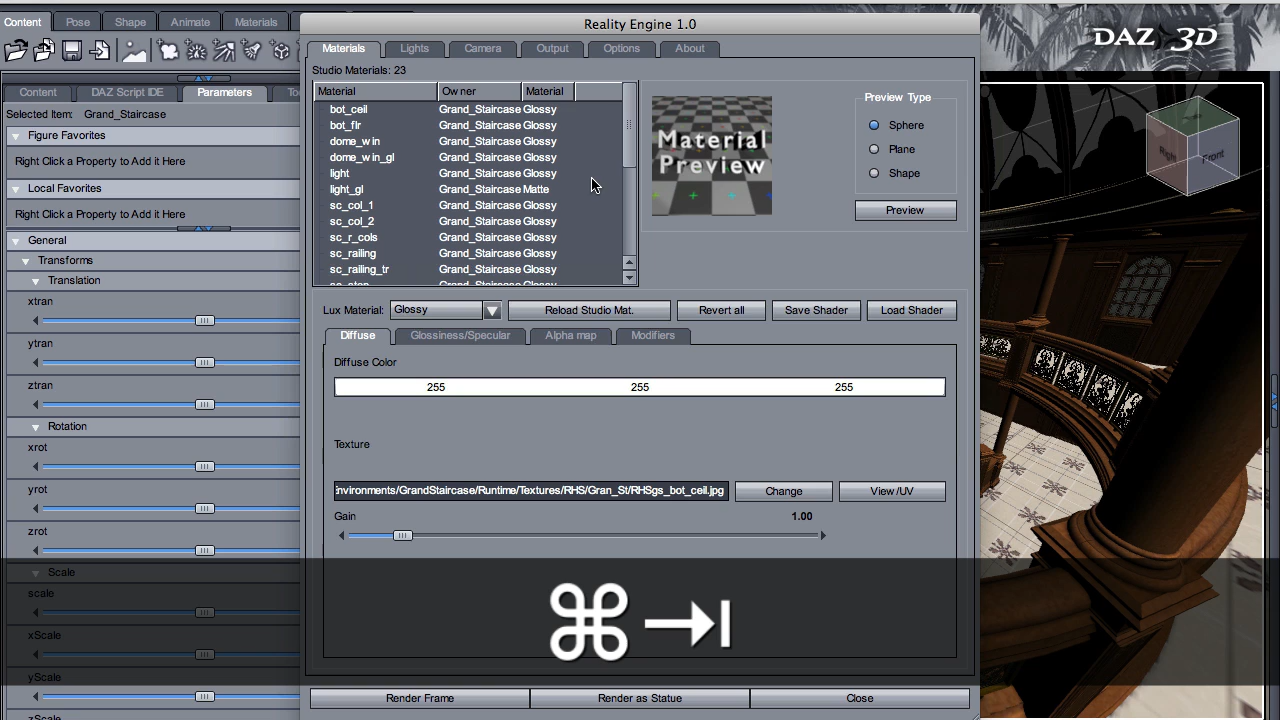 Reality Engine 1.0
Content Pose Shape Animate Materials
DAZ 3D
Materials Lights Camera Output Options About
Content DAZ Script IDE Parameters
Selected Item: Grand_Staircase
Figure Favorites
Right Click a Property to Add it Here
Local Favorites
Right Click a Property to Add it Here
General
Transforms
Translation
xtran
ytran
ztran
Rotation
xrot
yrot
zrot
Scale
scale
xScale
yScale
zScale
Studio Materials: 23
Material Owner Material
bot_ceil Grand_Staircase Glossy
bot_flr Grand_Staircase Glossy
dome_win Grand_Staircase Glossy
dome_win_gl Grand_Staircase Glossy
light Grand_Staircase Glossy
light_gl Grand_Staircase Matte
sc_col_1 Grand_Staircase Glossy
sc_col_2 Grand_Staircase Glossy
sc_r_cols Grand_Staircase Glossy
sc_railing Grand_Staircase Glossy
sc_railing_tr Grand_Staircase Glossy
Material
Preview
Preview Type
Sphere
Plane
Shape
Preview
Right Front
Lux Material: Glossy Reload Studio Mat. Revert all Save Shader Load Shader
Diffuse Glossiness/Specular Alpha map Modifiers
Diffuse Color
255 255 255
Texture
nvironments/GrandStaircase/Runtime/Textures/RHS/Gran_St/RHSgs_bot_ceil.jpg Change View/UV
Gain 1.00
Render Frame Render as Statue Close